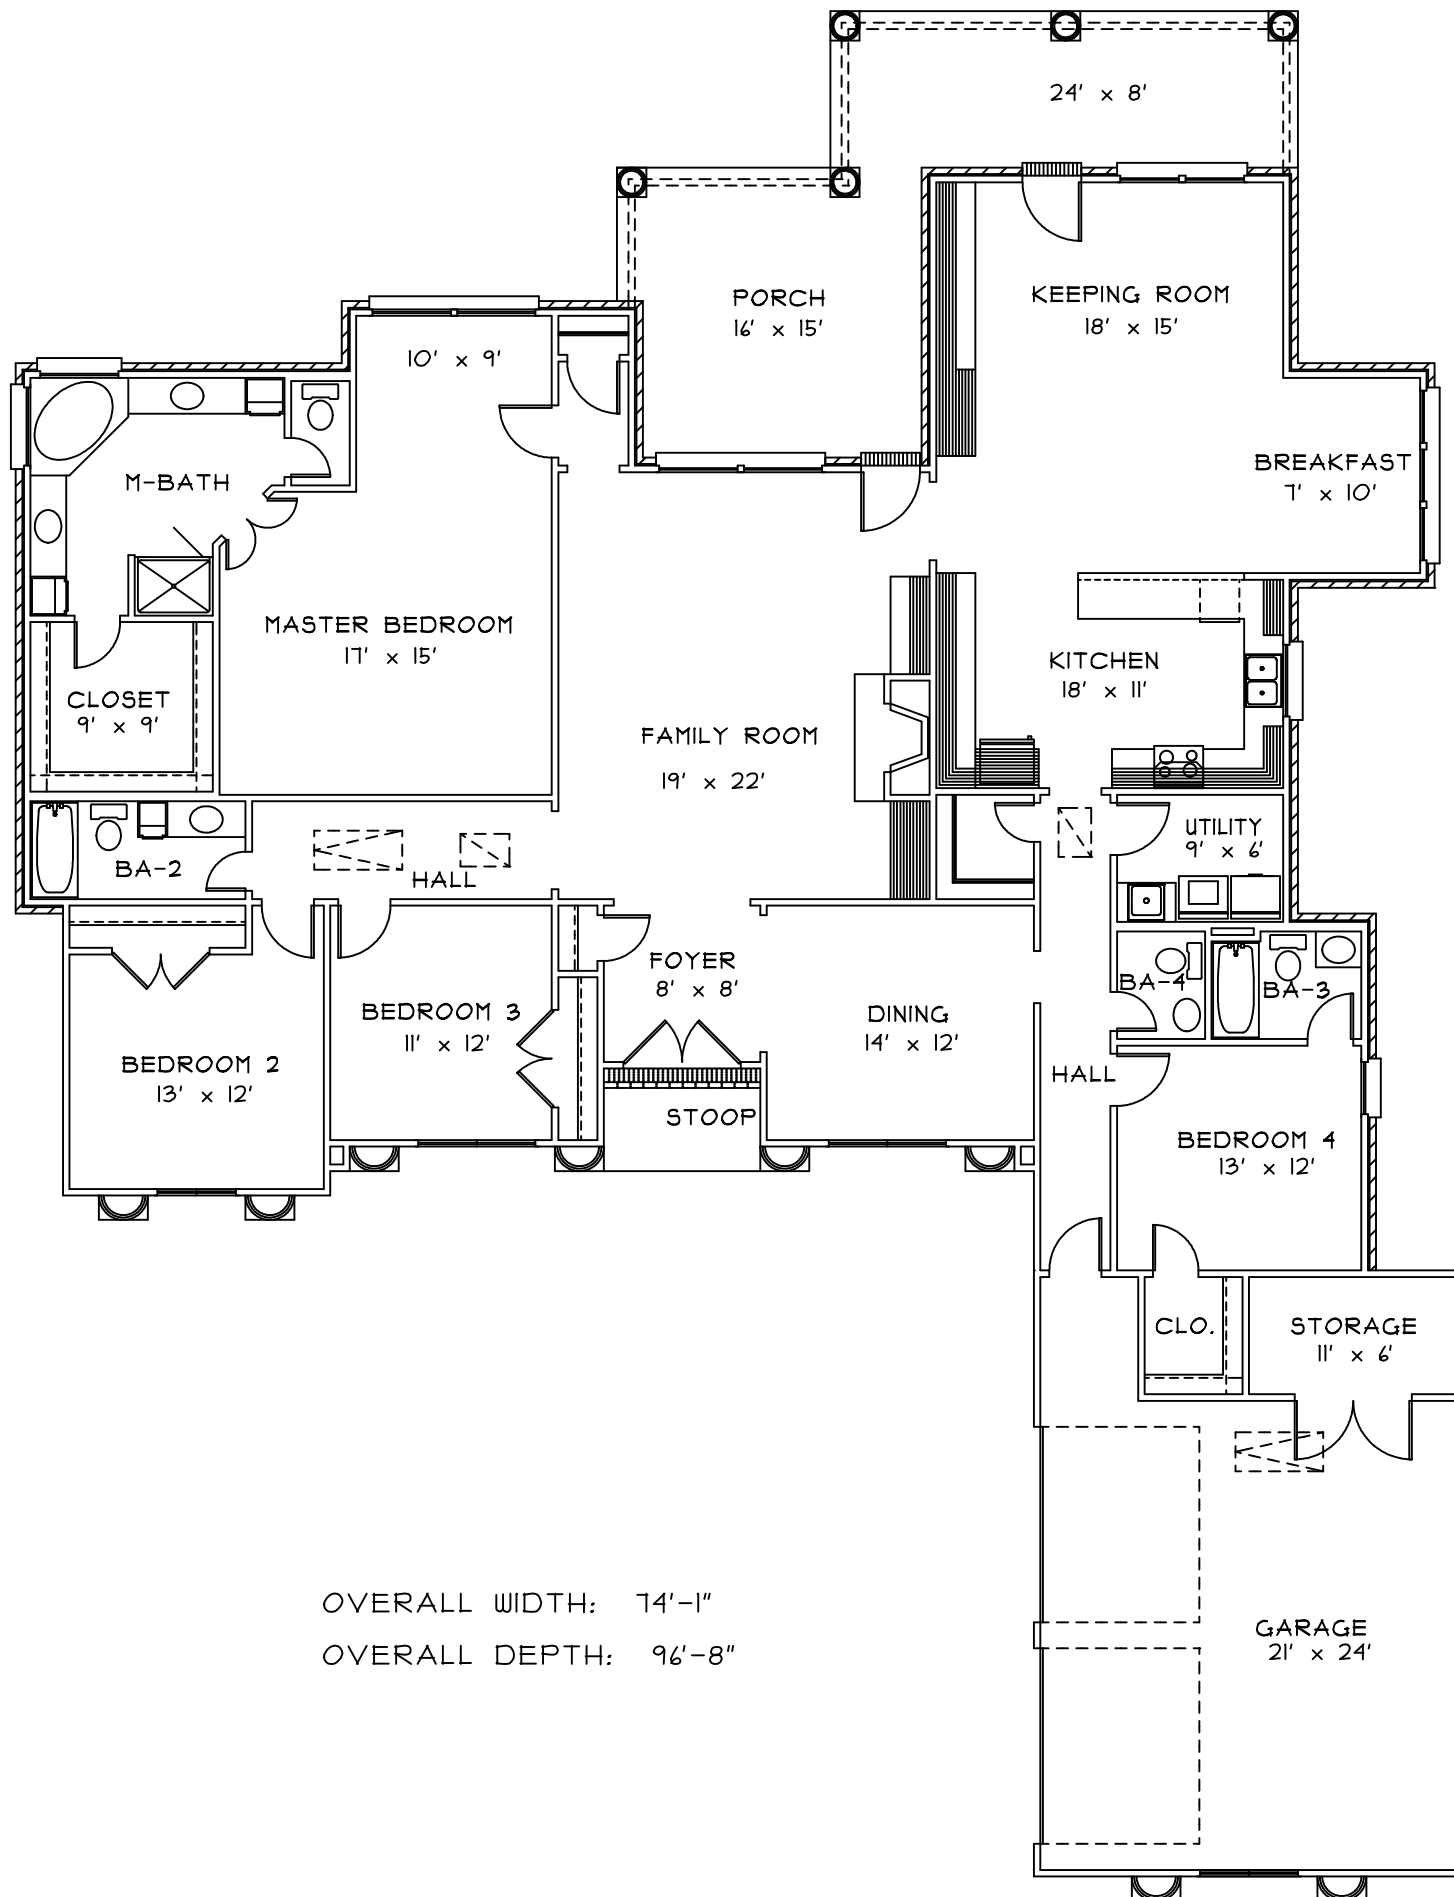 24' x 8'
PORCH
16' x 15'
KEEPING ROOM
18' x 15'
10' x 9'
M-BATH
BREAKFAST
7' x 10'
MASTER BEDROOM
17' x 15'
KITCHEN
18' x 11'
CLOSET
9' x 9'
FAMILY ROOM
19' x 22'
UTILITY
9' x 6'
BA-2
HALL
FOYER
8' x 8'
BA-4
BA-3
BEDROOM 3
11' x 12'
DINING
14' x 12'
BEDROOM 2
13' x 12'
HALL
STOOP
BEDROOM 4
13' x 12'
CLO.
STORAGE
11' x 6'
OVERALL WIDTH: 74'-1"
OVERALL DEPTH: 96'-8"
GARAGE
21' x 24'